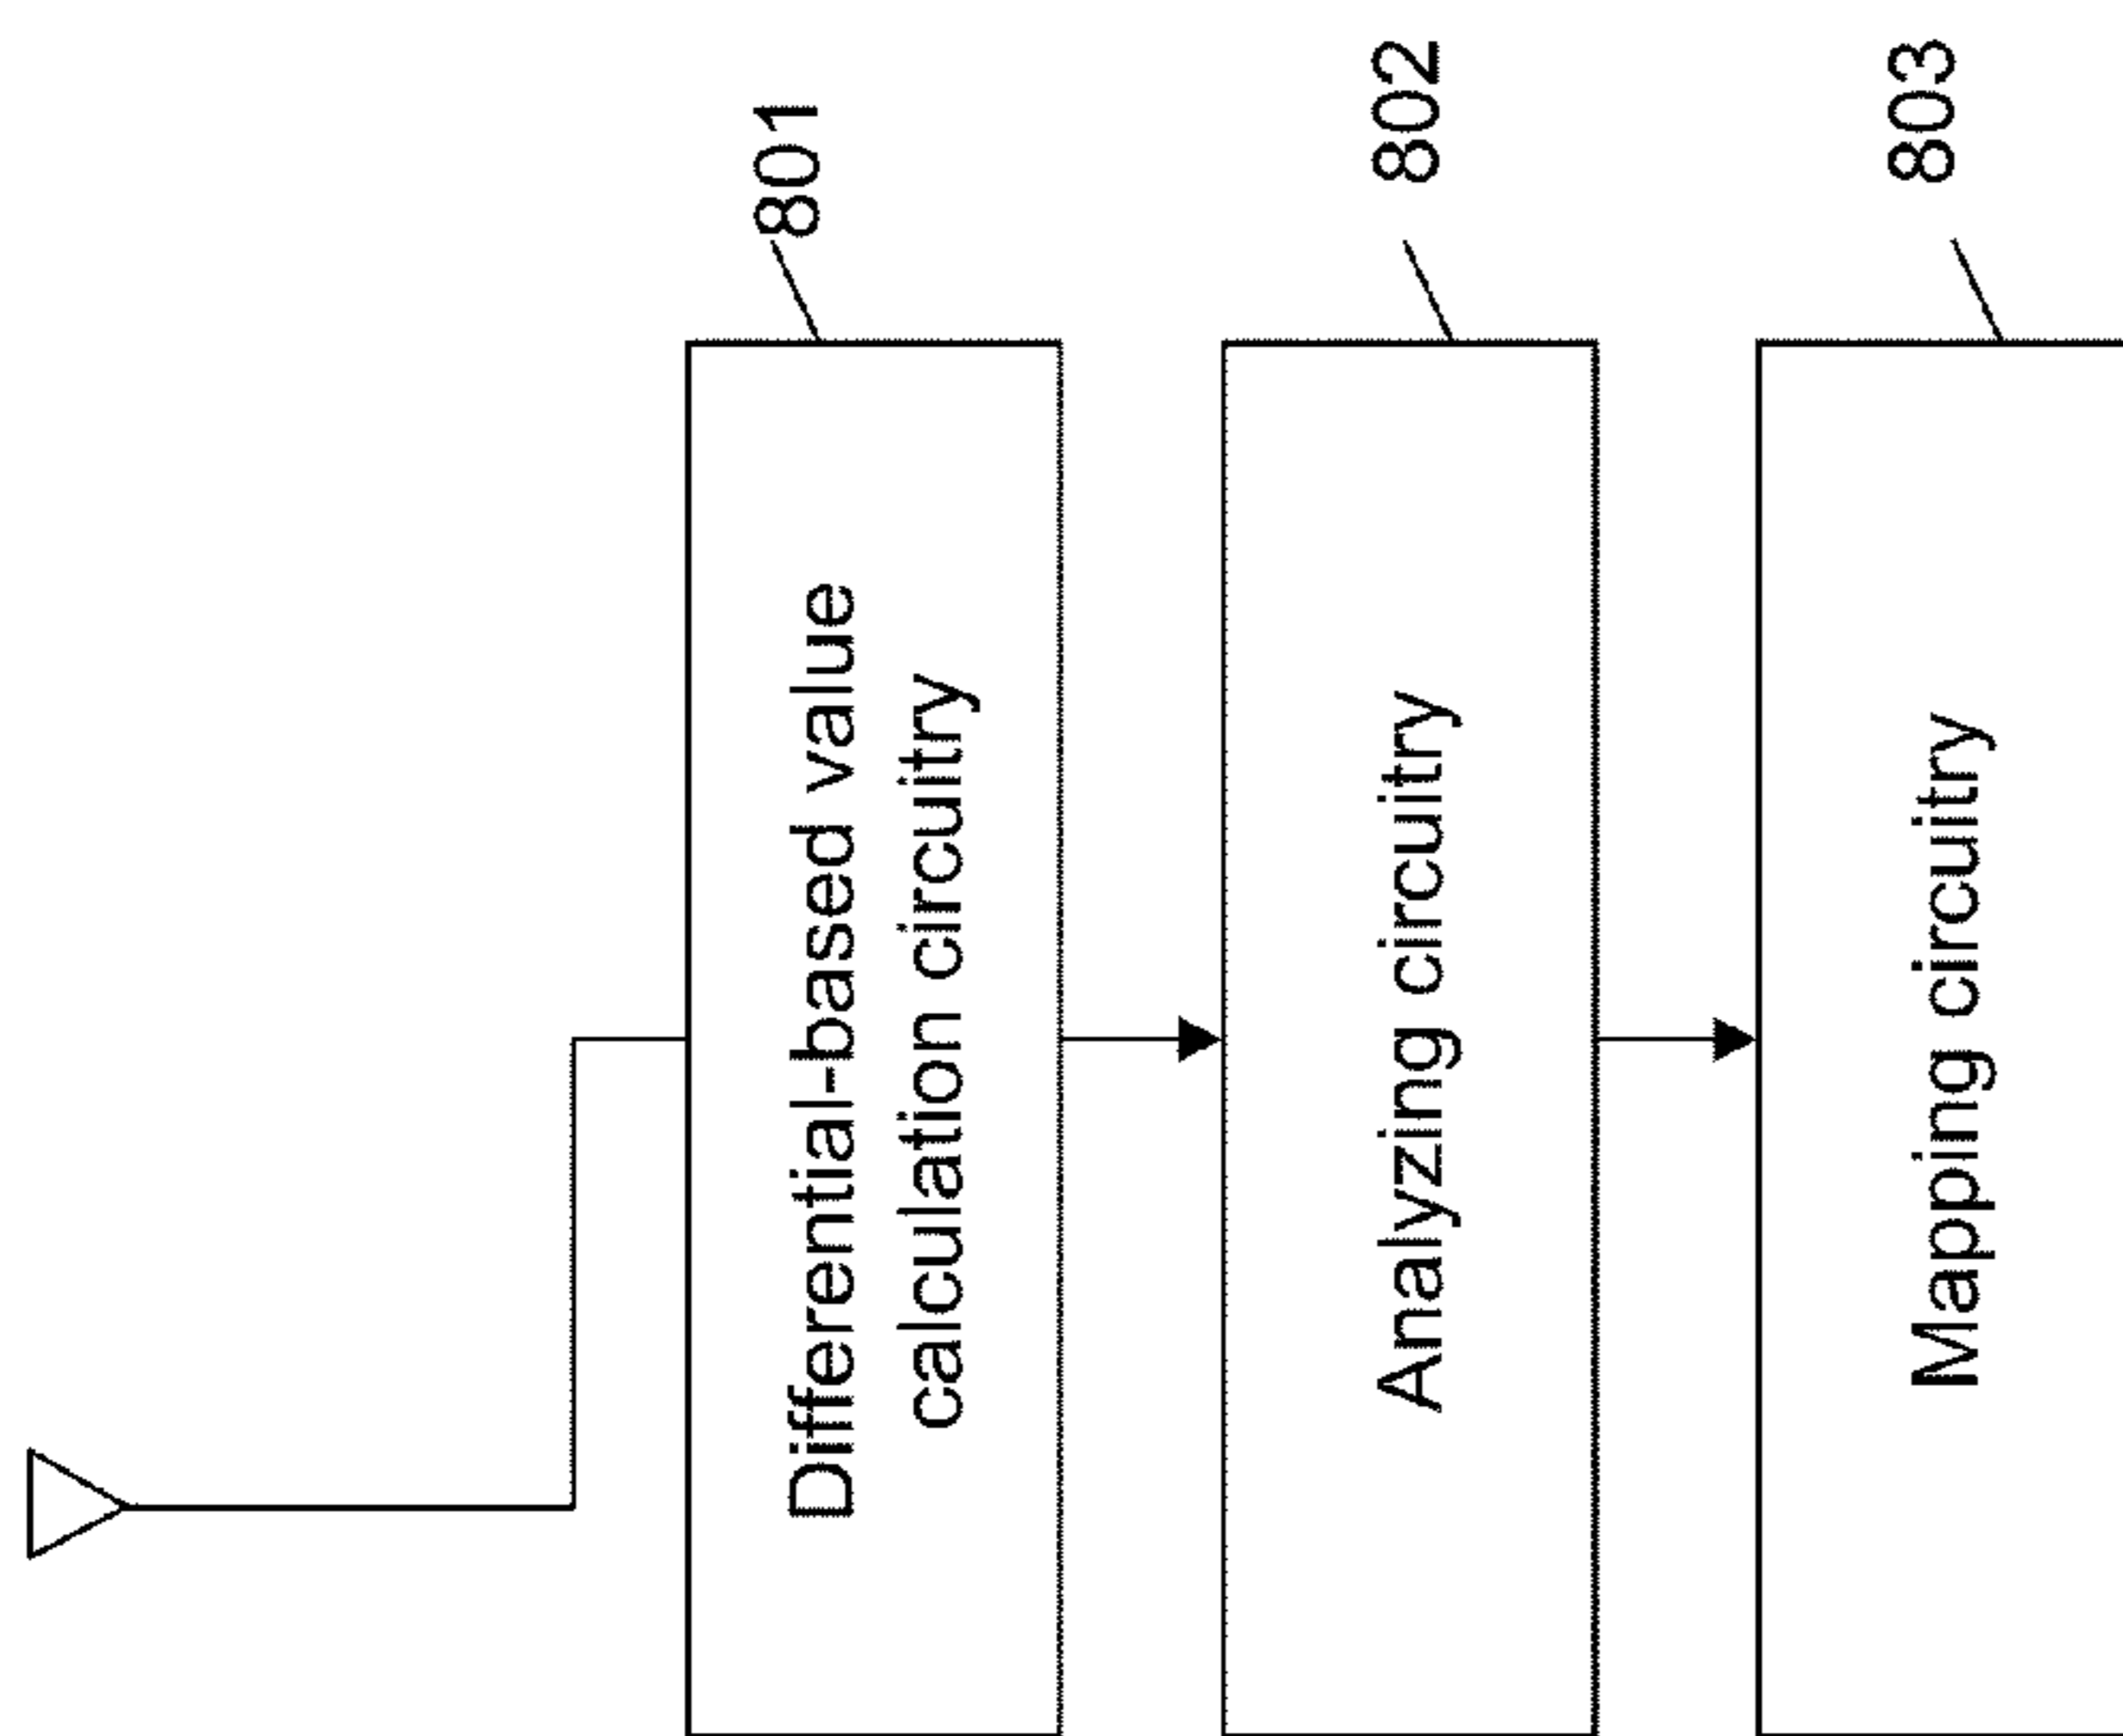 801
Differential-based value
calculation circuitry
802
Analyzing circuitry
803
Mapping circuitry